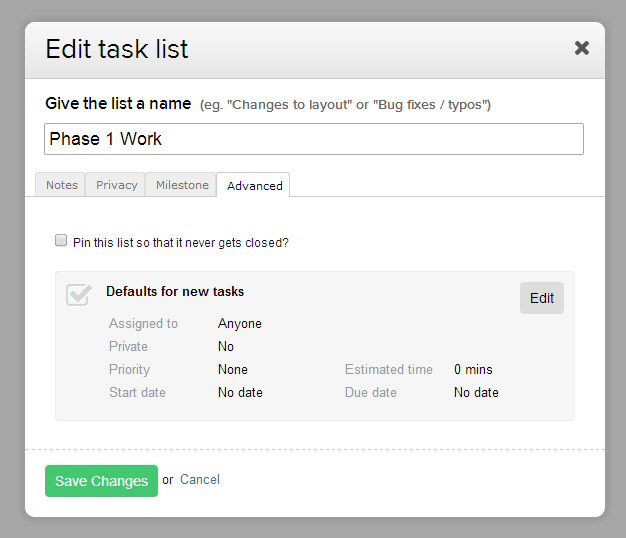 Edit task list
Give the list a name (eg. "Changes to layout" or "Bug fixes / typos")
Phase 1 Work
Notes Privacy Milestone Advanced
Pin this list so that it never gets closed?
Defaults for new tasks Edit
Assigned to Anyone
Private No
Priority None Estimated time 0 mins
Start date No date Due date No date
Save Changes or Cancel